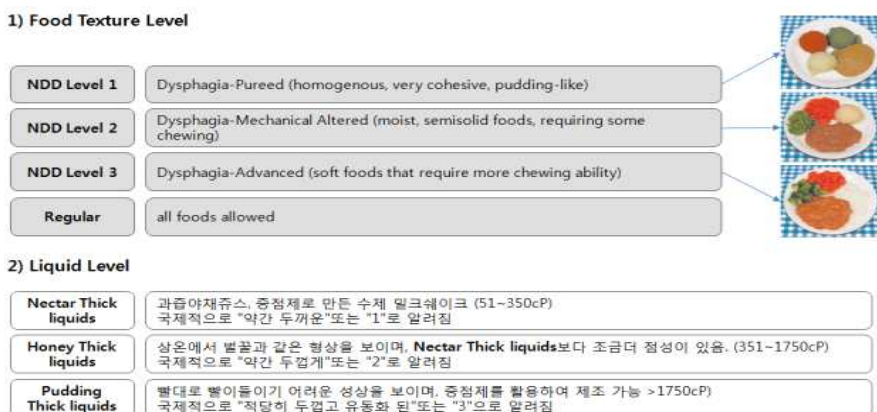 1) Food Texture Level
NDD Level 1
Dysphagia-Pureed (homogenous, very cohesive, pudding-like)
NDD Level 2
Dysphagia-Mechanical Altered (moist, semisolid foods, requiring some
chewing)
NDD Level 3
Dysphagia-Advanced (soft foods that require more chewing ability)
Regular
all foods allowed
2) Liquid Level
Nectar Thick
liquids
과즙야채쥬스, 중점제로 만든 수제 밀크쉐이크 (51~350cP)
국제적으로 "약간 두꺼운"또는 "1"로 알려짐
Honey Thick
liquids
상온에서 벌꿀과 같은 형상을 보이며, Nectar Thick liquids보다 조금더 점성이 있음. (351~1750cP)
국제적으로 "약간 두껍게"또는 "2"로 알려짐
Pudding
Thick liquids
빨대로 빨이들이기 어려운 성상을 보이며, 중점제를 활용하여 제조 가능 >1750cP)
국제적으로 "적당히 두껍고 유동화 된"또는 "3"으로 알려짐